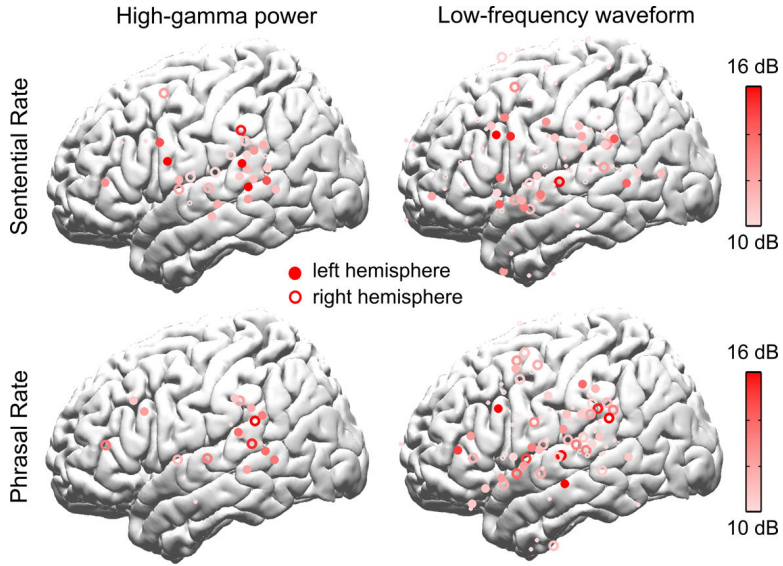 High-gamma power
Low-frequency waveform
Sentential Rate
16 dB
10 dB
left hemisphere
right hemisphere
Phrasal Rate
16 dB
10 dB